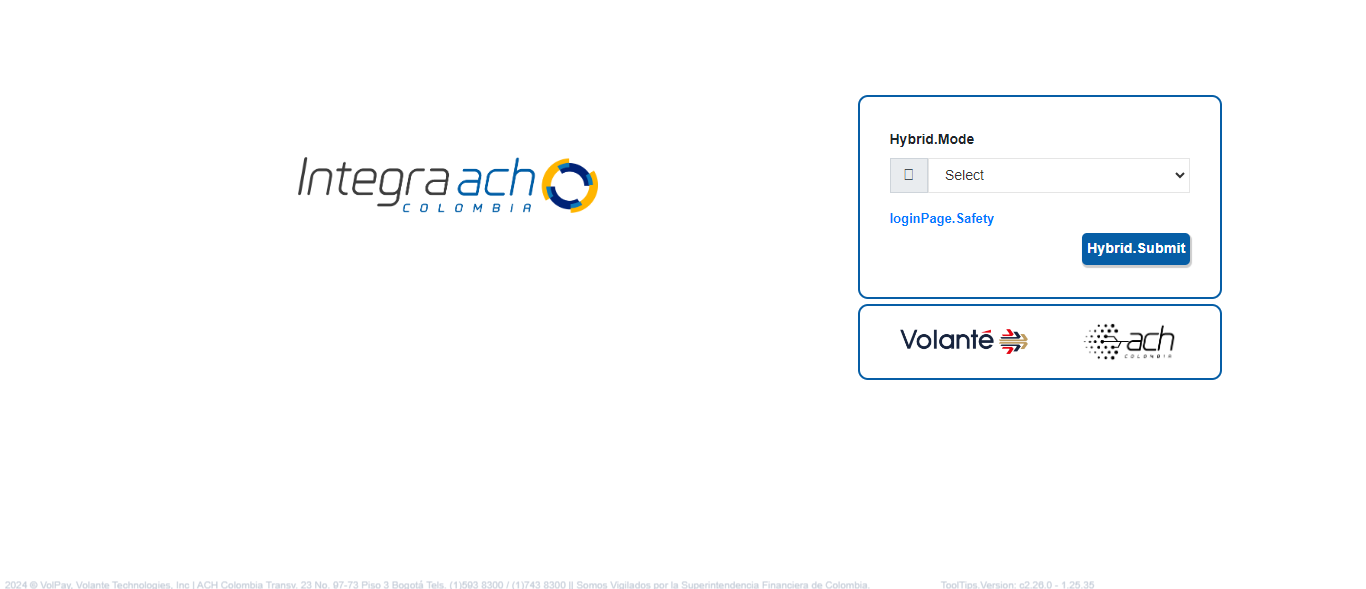 Hybrid.Mode
Select
loginPage.Safety
Hybrid.Submit
Integra ach
COLOMBIA
Volanté
ach
COLOMBIA
2024 © VolPay, Volante Technologies, Inc | ACH Colombia Transv. 23 No. 97-73 Piso 3 Bogotá Tels. (1)593 8300 / (1)743 8300 || Somos Vigilados por la Superintendencia Financiera de Colombia.
ToolTips.Version: c2.26.0 - 1.25.35